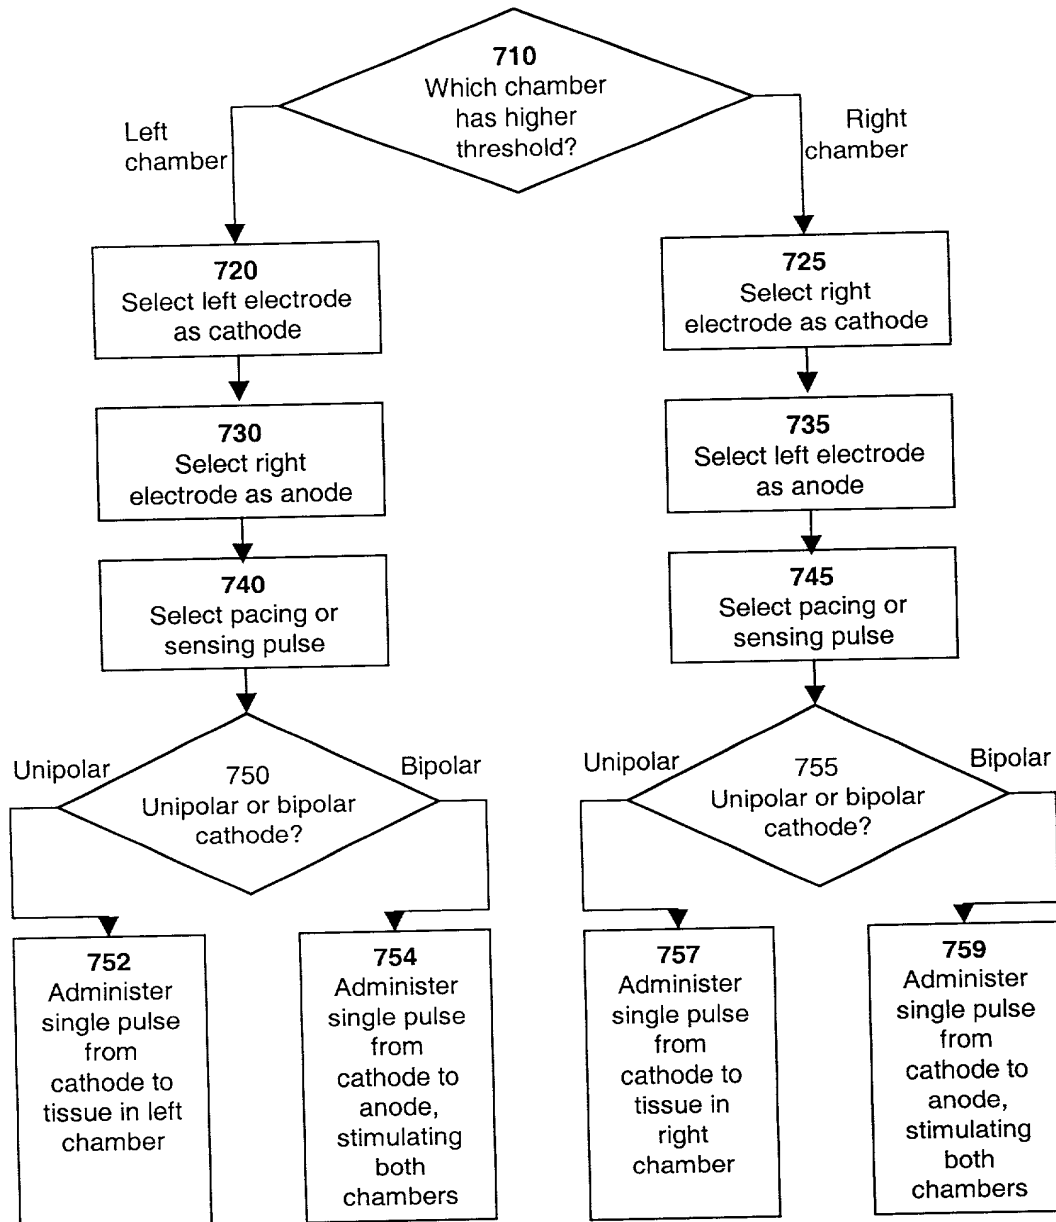 710
Which chamber
has higher
threshold?
Left
chamber
Right
chamber
720
Select left electrode
as cathode
725
Select right
electrode as cathode
730
Select right
electrode as anode
735
Select left electrode
as anode
740
Select pacing or
sensing pulse
745
Select pacing or
sensing pulse
Unipolar
750
Unipolar or bipolar
cathode?
Bipolar
Unipolar
755
Unipolar or bipolar
cathode?
Bipolar
752
Administer
single pulse
from
cathode to
tissue in left
chamber
754
Administer
single pulse
from
cathode to
anode,
stimulating
both
chambers
757
Administer
single pulse
from
cathode to
tissue in
right
chamber
759
Administer
single pulse
from
cathode to
anode,
stimulating
both
chambers